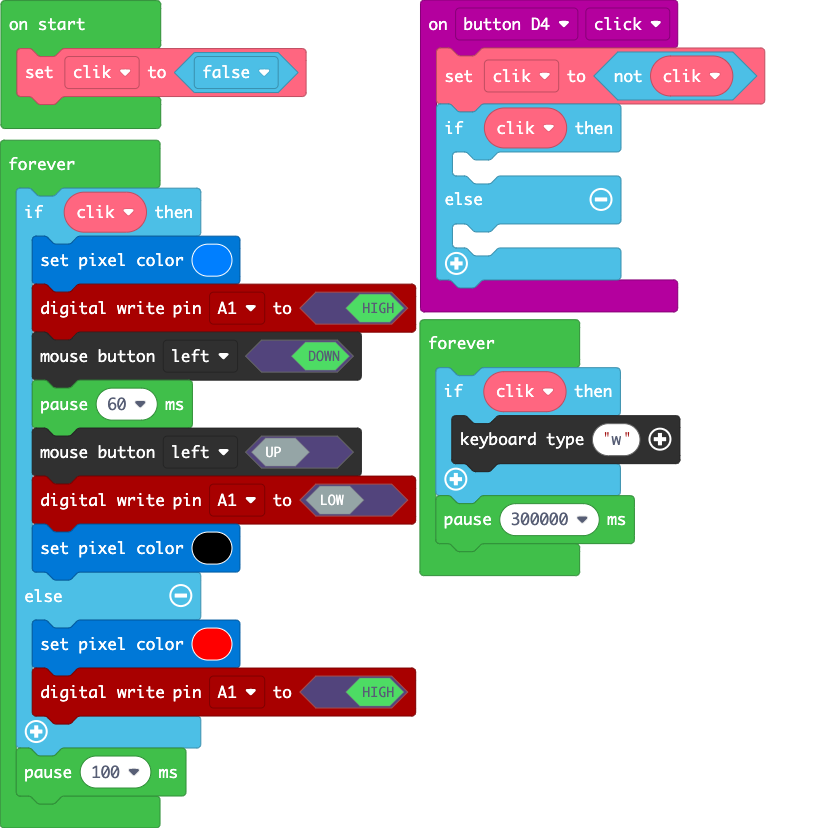 on start
set clik to false
forever
if clik then
set pixel color
digital write pin A1 to HIGH
mouse button left DOWN
pause 60 ms
mouse button left UP
digital write pin A1 to LOW
set pixel color
else
set pixel color
digital write pin A1 to HIGH
pause 100 ms
on button D4 click
set clik to not clik
if clik then
else
forever
if clik then
keyboard type "w"
pause 300000 ms